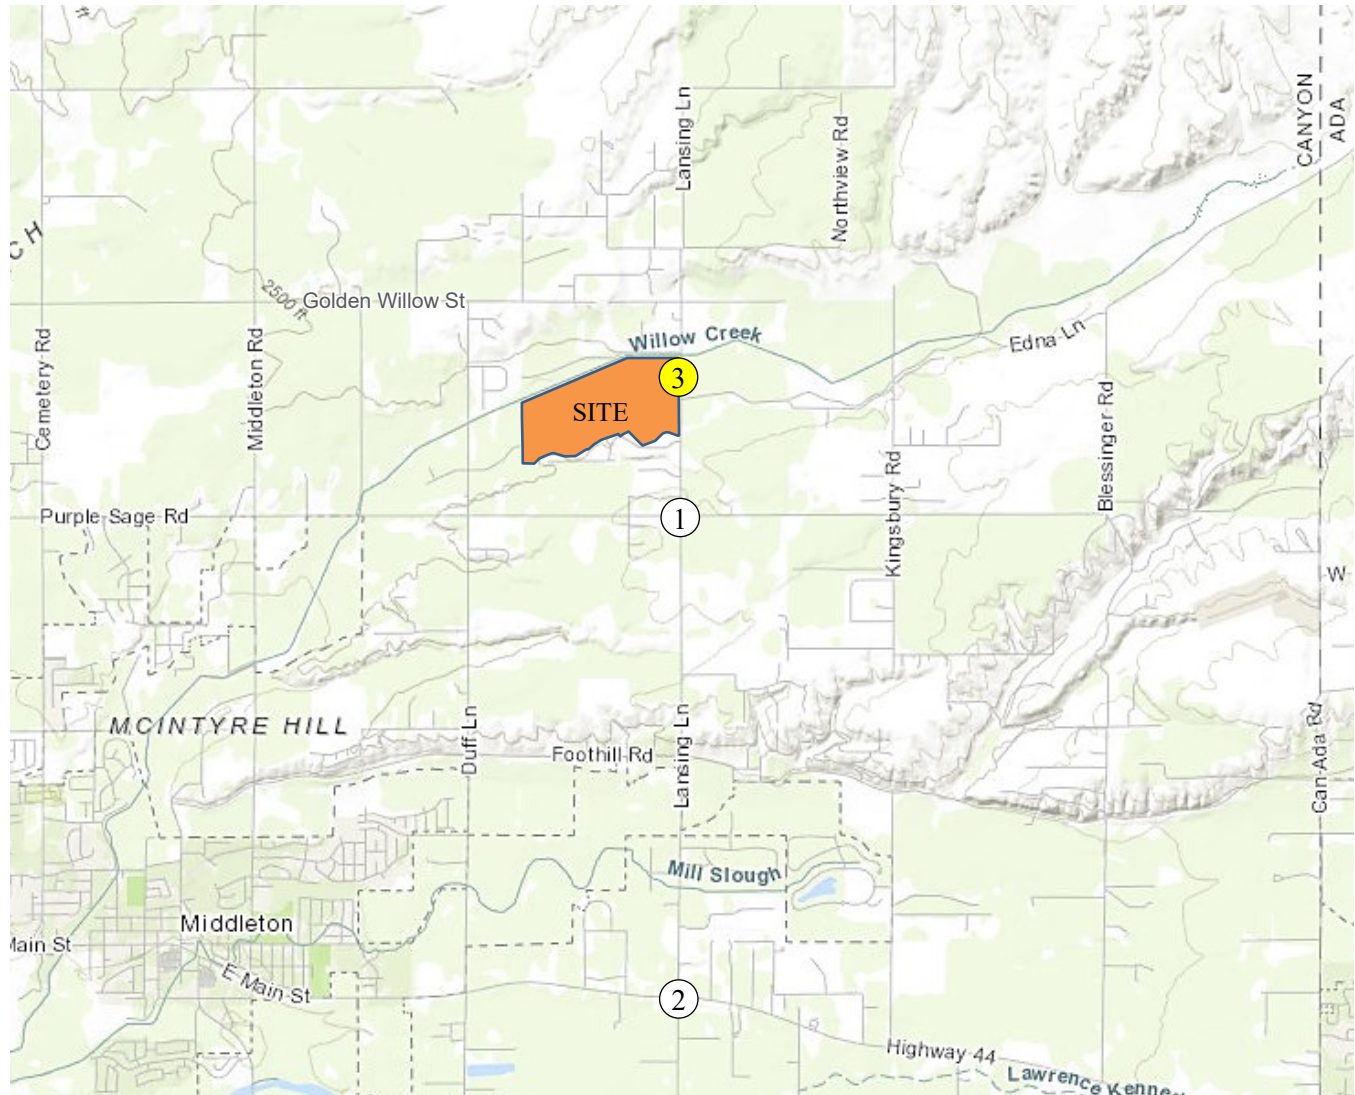 ft
CANYON
ADA
Lansing Ln
Northview Rd
C H
2500 ft
Golden Willow St
Willow Creek
Edna Ln
Cemetery Rd
Middleton Rd
3
SITE
Blessinger Rd
Kingsbury Rd
Purple Sage Rd
1
W
MCINTYRE HILL
Duff Ln
Foothill Rd
Lansing Ln
Can Ada Rd
Mill Slough
Middleton
Main St
E Main St
2
Highway 44
Lawrence Kenne